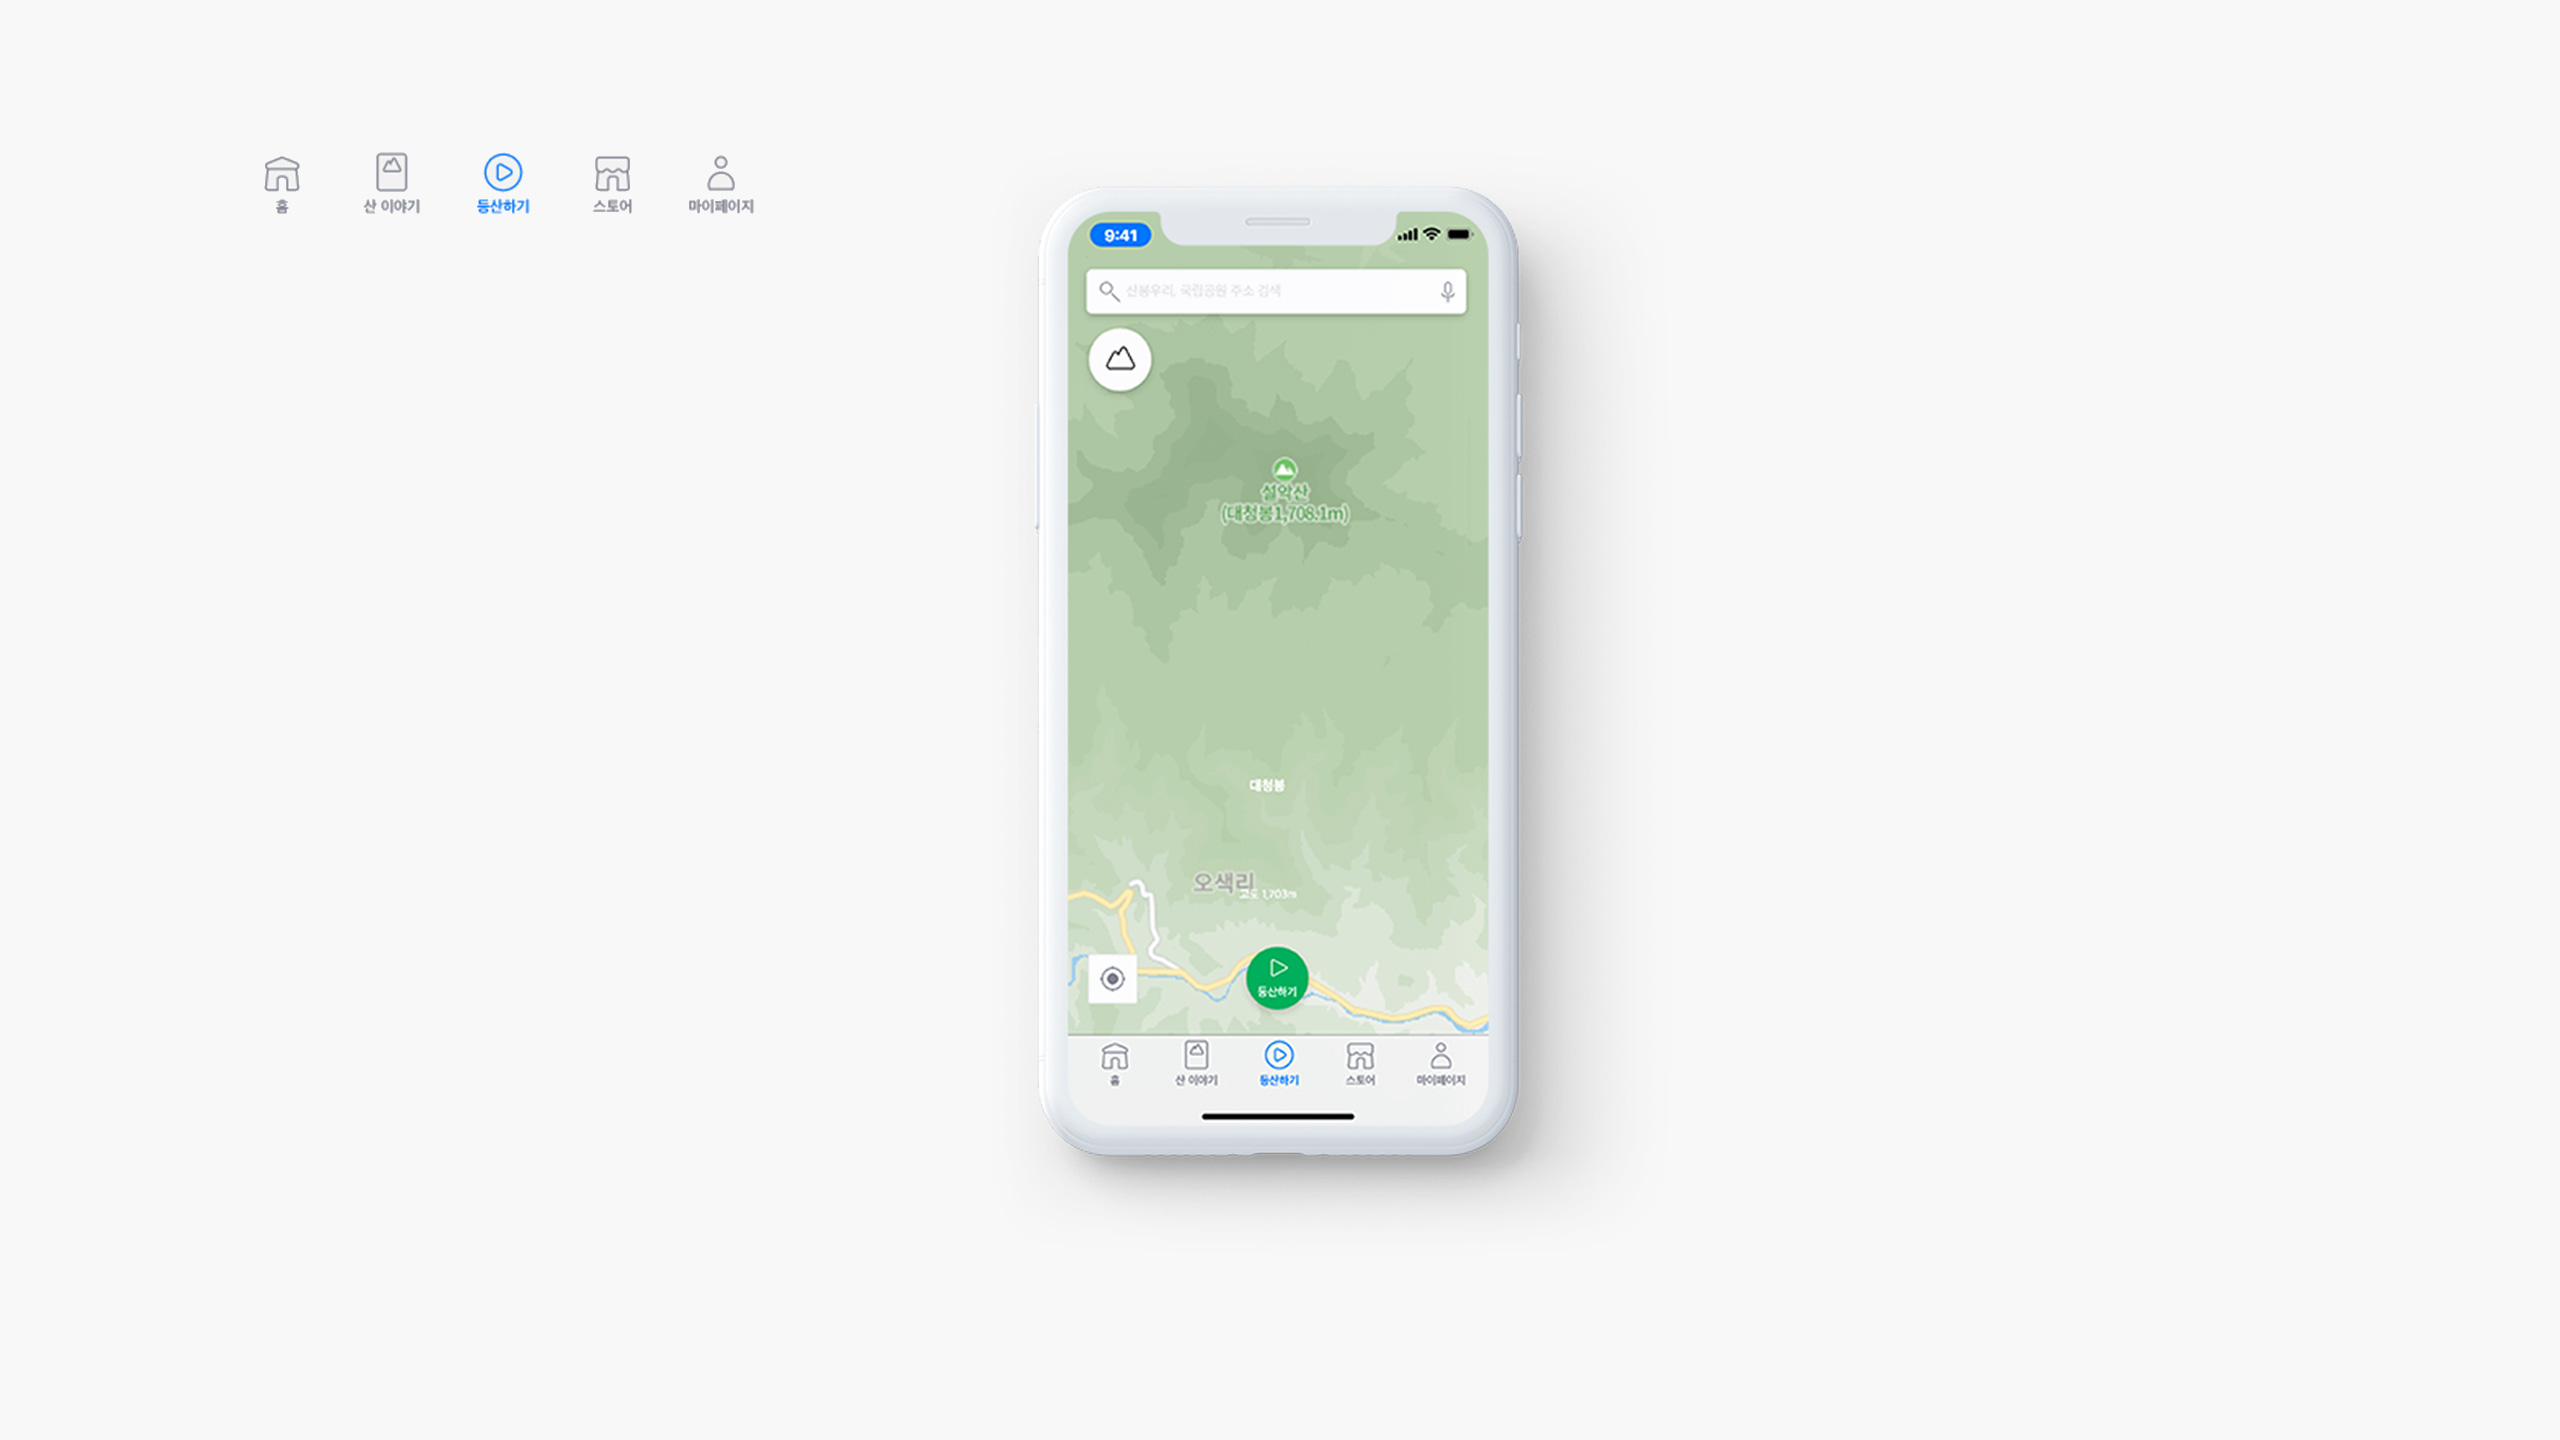 홈
산 이야기
등산하기
스토어
마이페이지
9:41
산봉우리, 국립공원 주소 검색
설악산
(대청봉1,708.1m)
대청봉
오색리
고도 1,703m
등산하기
홈
산 이야기
등산하기
스토어
마이페이지